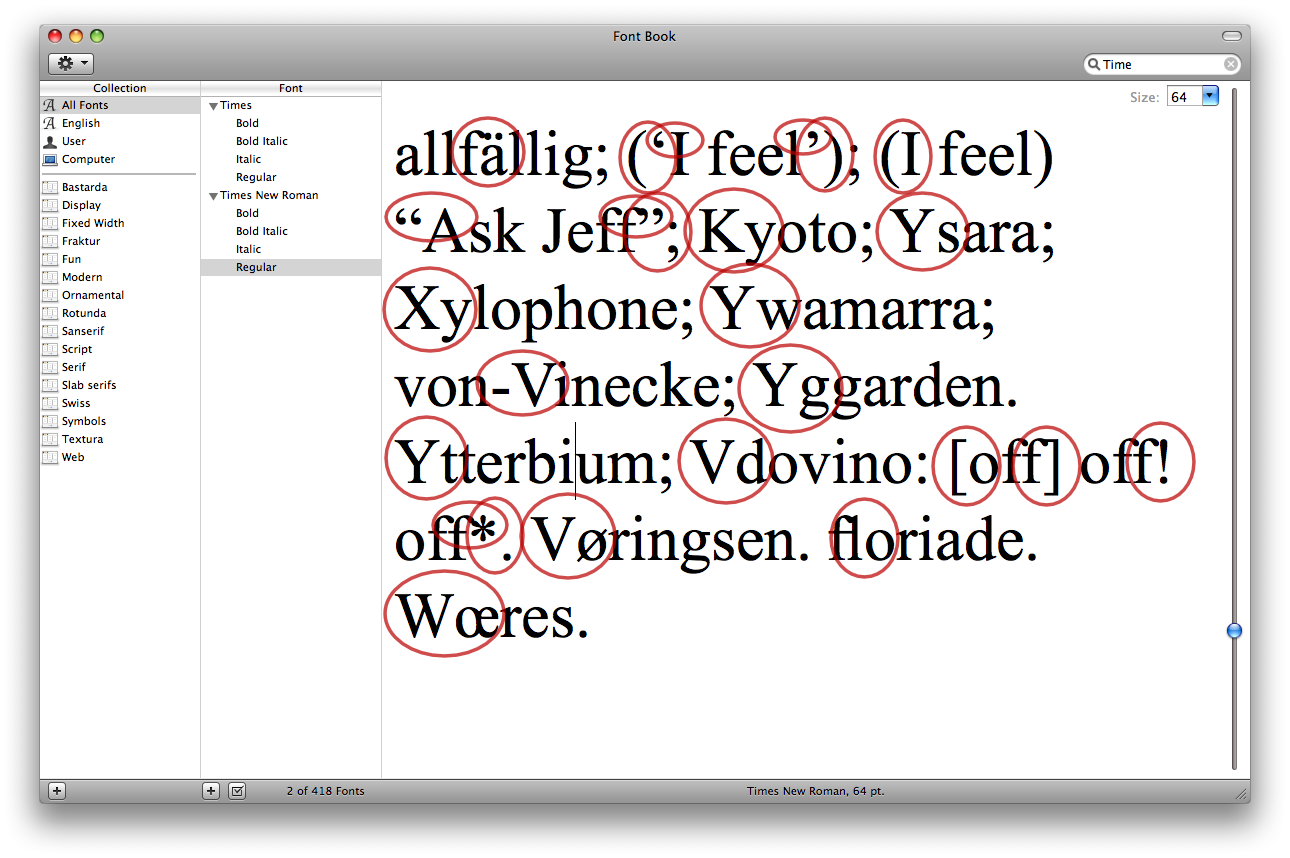 Font Book
Time
Collection
All Fonts
English
User
Computer
Bastarda
Display
Fixed Width
Fraktur
Fun
Modern
Ornamental
Rotunda
Sanserif
Script
Serif
Slab serifs
Swiss
Symbols
Textura
Web
Font
Times
Bold
Bold Italic
Italic
Regular
Times New Roman
Bold
Bold Italic
Italic
Regular
Size: 64
allfällig; (‘I feel’); (I feel)
“Ask Jeff”; Kyoto; Ysara;
Xylophone; Ywamarra;
von-Vinecke; Yggarden.
Ytterbium; Vdovino: [off] off!
off*. Vøringsen. floriade.
Wœres.
2 of 418 Fonts
Times New Roman, 64 pt.